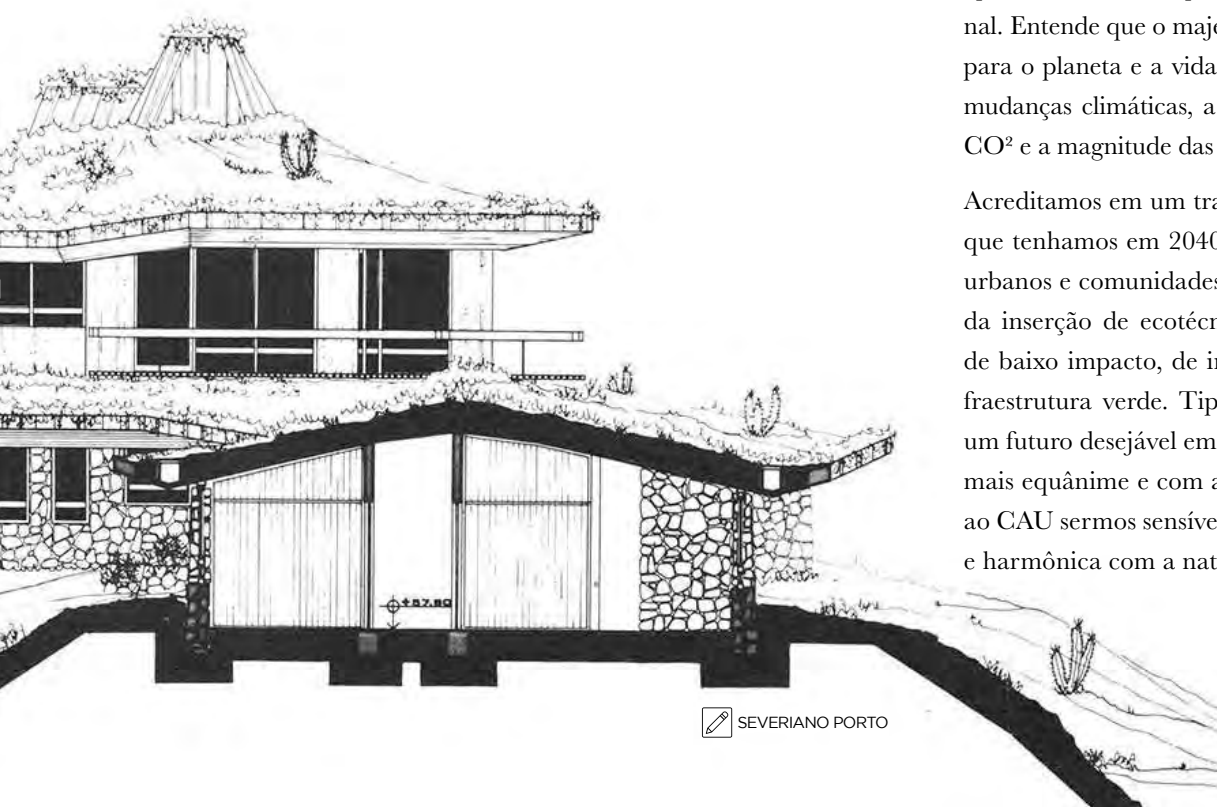 nal. Entende que o maje
para o planeta e a vida
mudanças climáticas, a
CO² e a magnitude das
Acreditamos em um tra
que tenhamos em 2040
urbanos e comunidades
da inserção de ecotécn
de baixo impacto, de in
fraestrutura verde. Tip
um futuro desejável em
mais equânime e com a
ao CAU sermos sensíve
e harmônica com a nat
+57.80
SEVERIANO PORTO